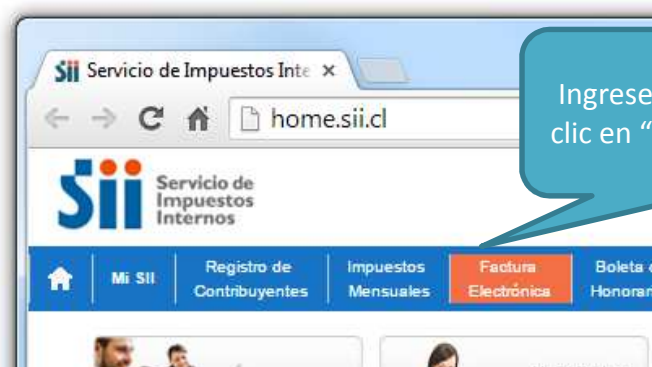 Sii Servicio de Impuestos Inte
home.sii.cl
Ingrese
clic en "
Sii
Servicio de
Impuestos
Internos
Mi SII
Registro de
Contribuyentes
Impuestos
Mensuales
Factura
Electrónica
Boleta